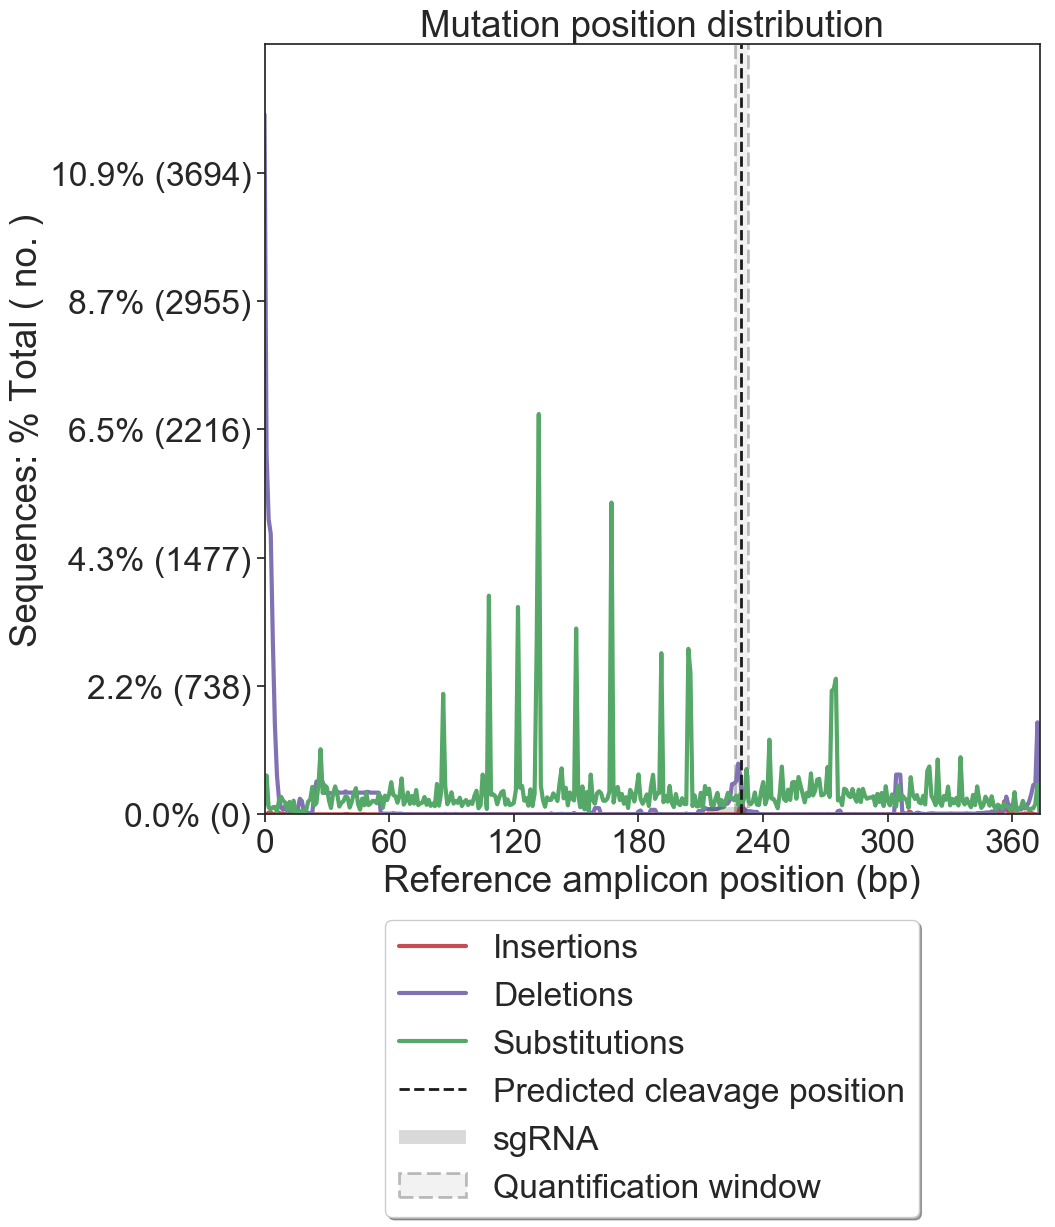 Mutation position distribution
Sequences: % Total ( no. )
10.9% (3694)
8.7% (2955)
6.5% (2216)
4.3% (1477)
2.2% (738)
0.0% (0)
0 60 120 180 240 300 360
Reference amplicon position (bp)
Insertions
Deletions
Substitutions
Predicted cleavage position
sgRNA
Quantification window